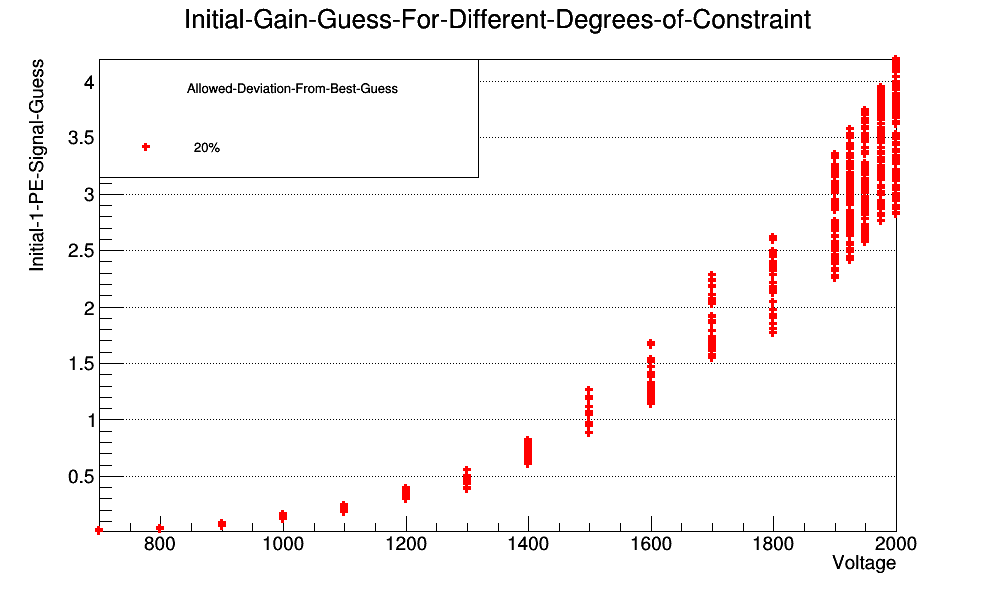 Initial-Gain-Guess-For-Different-Degrees-of-Constraint
Initial-1-PE-Signal-Guess
Allowed-Deviation-From-Best-Guess
20%
4
3.5
3
2.5
2
1.5
1
0.5
800 1000 1200 1400 1600 1800 2000
Voltage